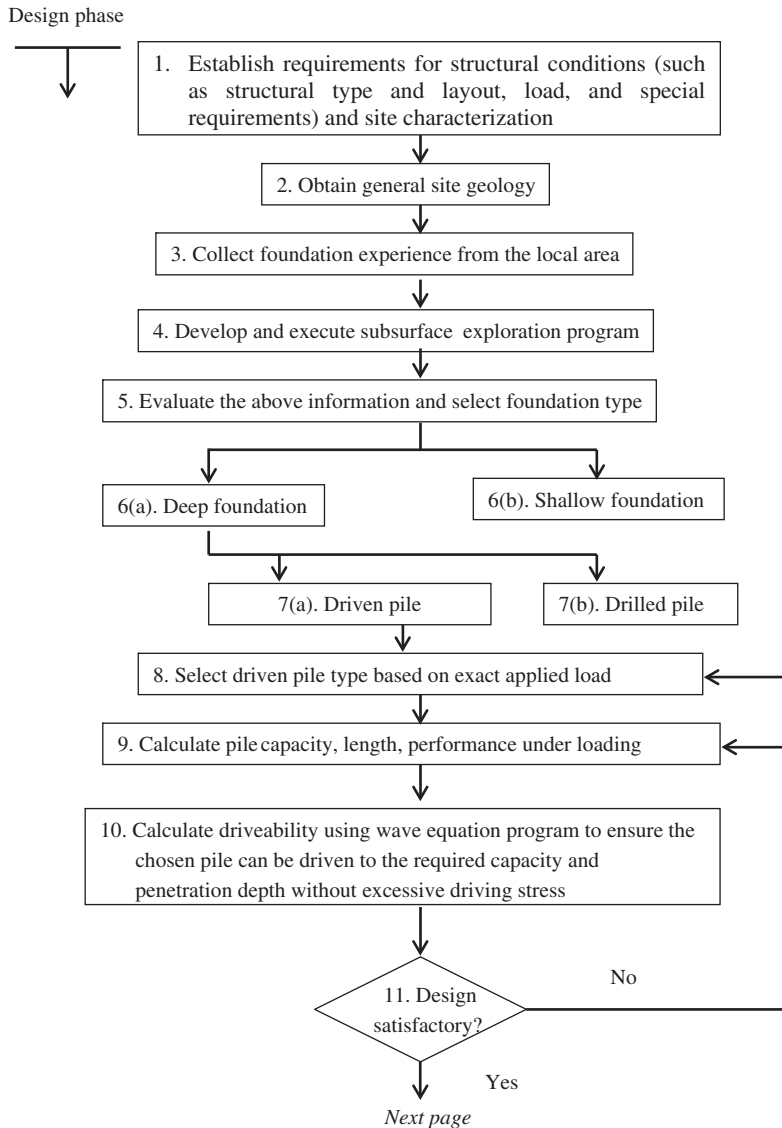 Design phase
1. Establish requirements for structural conditions (such
as structural type and layout, load, and special
requirements) and site characterization
2. Obtain general site geology
3. Collect foundation experience from the local area
4. Develop and execute subsurface exploration program
5. Evaluate the above information and select foundation type
6(a). Deep foundation
6(b). Shallow foundation
7(a). Driven pile
7(b). Drilled pile
8. Select driven pile type based on exact applied load
9. Calculate pile capacity, length, performance under loading
10. Calculate driveability using wave equation program to ensure the
chosen pile can be driven to the required capacity and
penetration depth without excessive driving stress
11. Design
satisfactory?
No
Yes
Next page